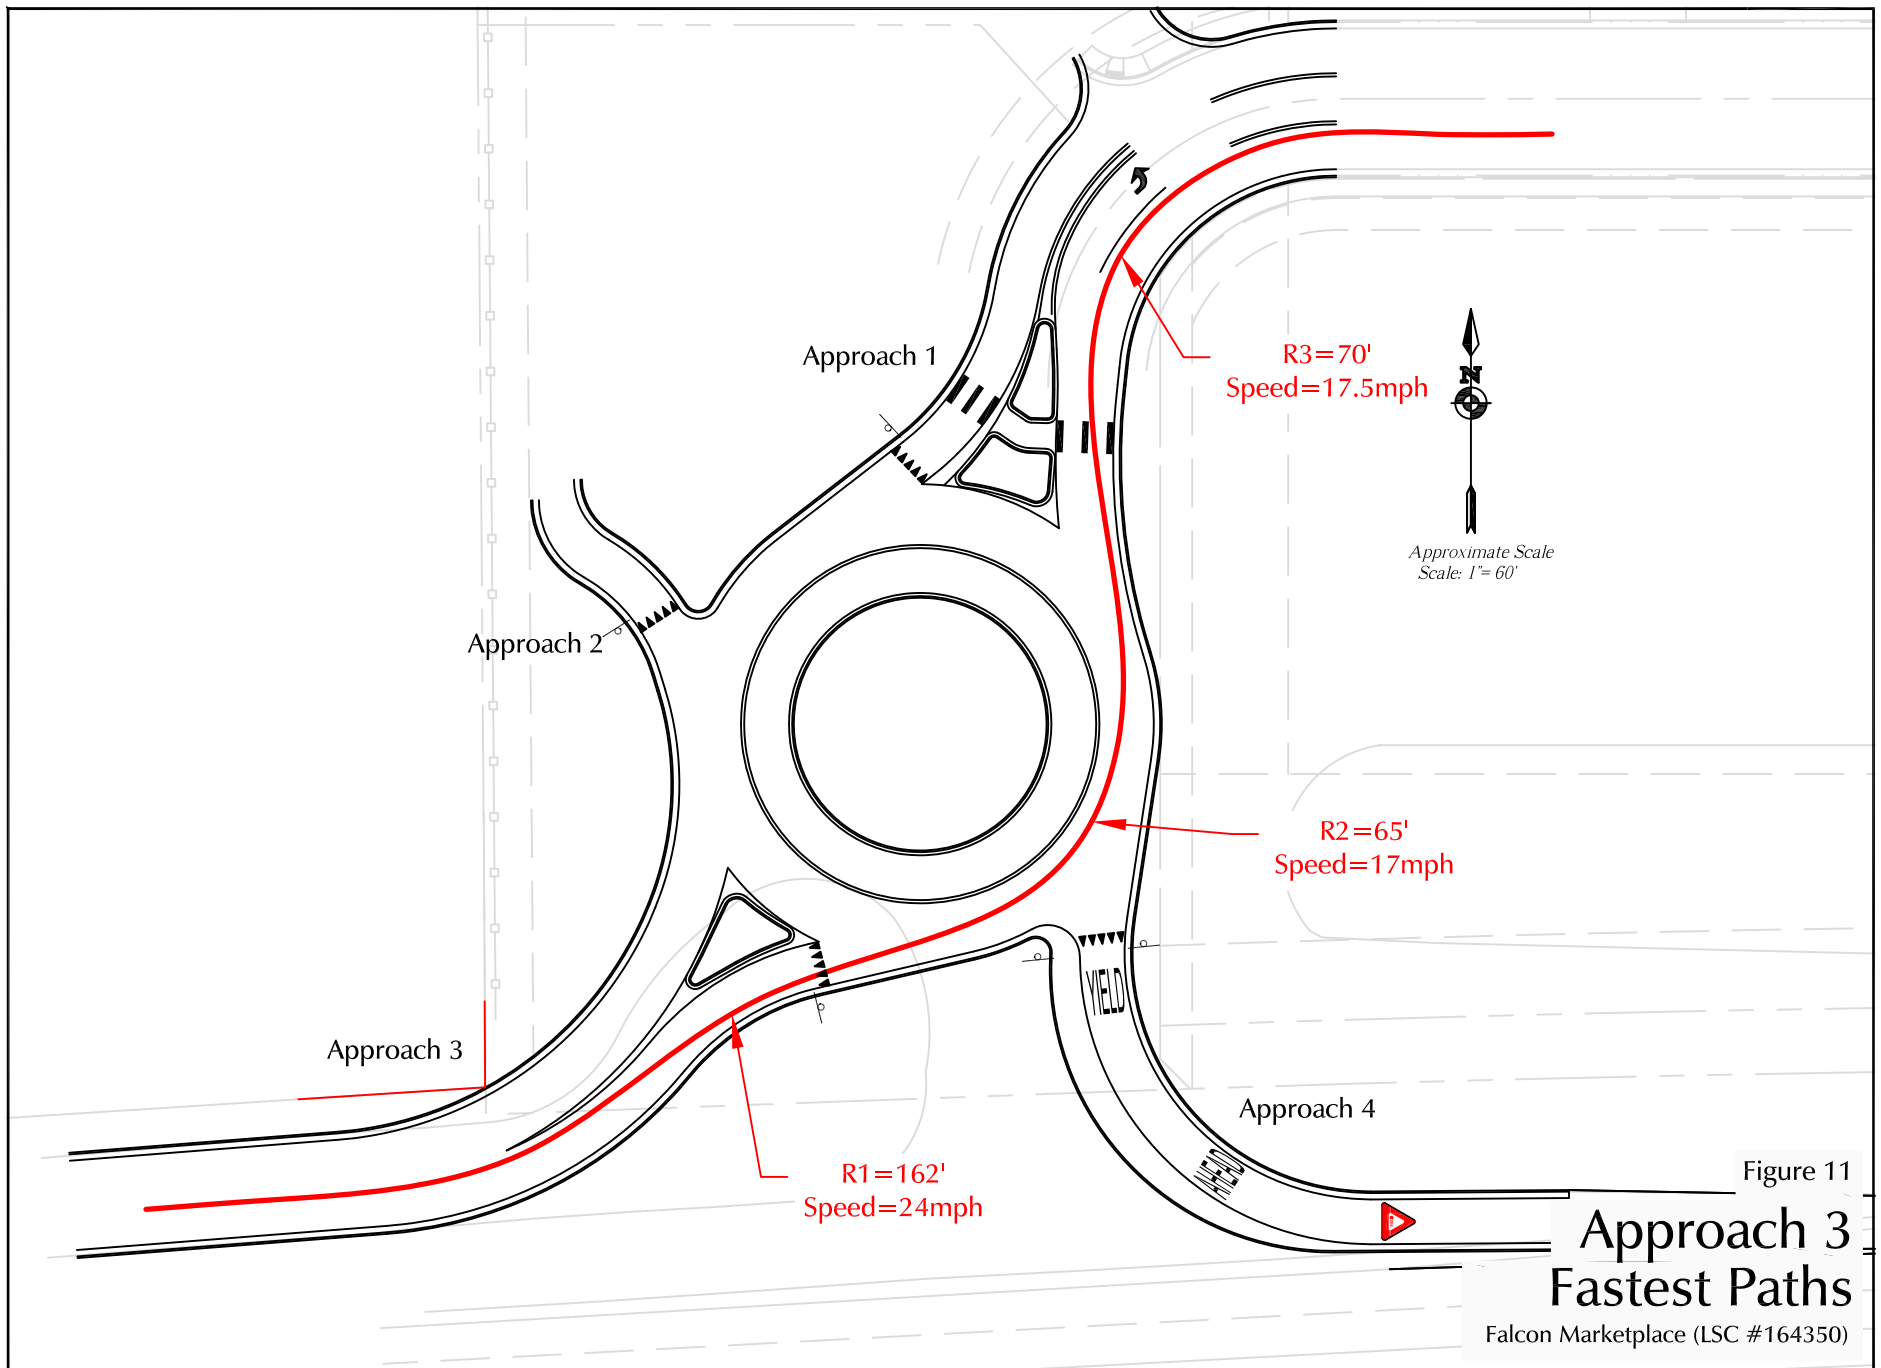 Approach 1
R3=70'
Speed=17.5mph
N
Approximate Scale
Scale: 1"= 60'
Approach 2
R2=65'
Speed=17mph
YIELD
Approach 3
Approach 4
R1=162'
Speed=24mph
Figure 11
Approach 3
Fastest Paths
Falcon Marketplace (LSC #164350)